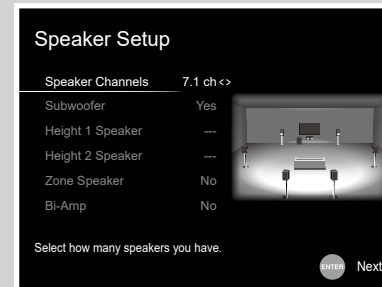 Speaker Setup
Speaker Channels 7.1 ch <>
Subwoofer Yes
Height 1 Speaker ---
Height 2 Speaker ---
Zone Speaker No
Bi-Amp No
Select how many speakers you have.
ENTER Next